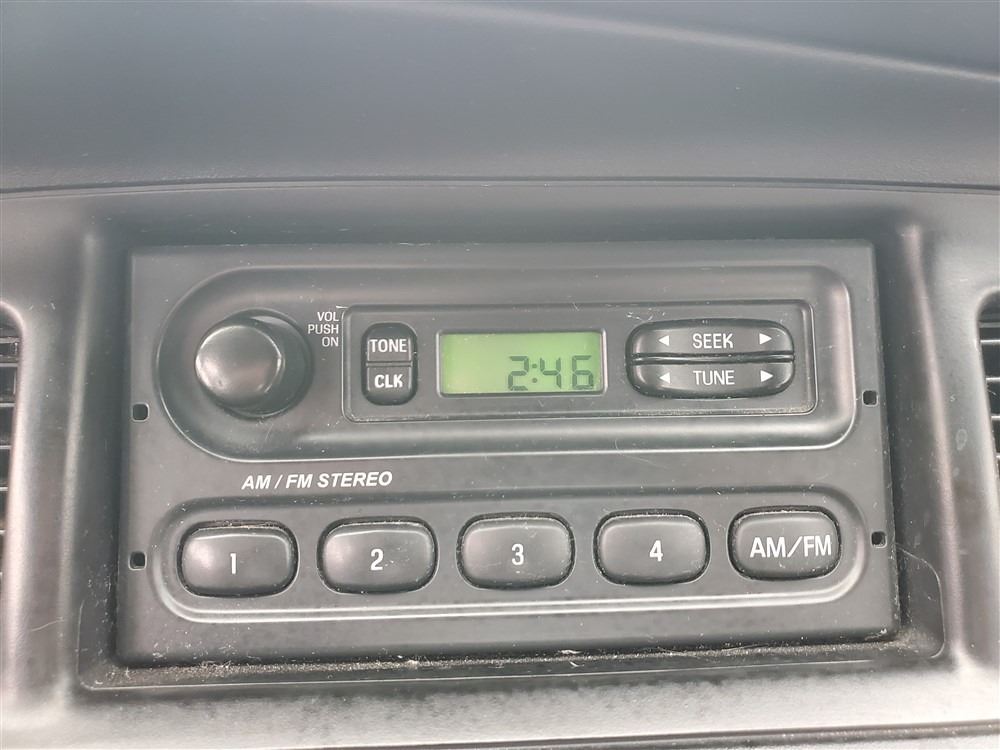 VOL
PUSH
ON
TONE
CLK
2:46
◄ SEEK ►
◄ TUNE ►
AM / FM STEREO
1 2 3 4 AM/FM